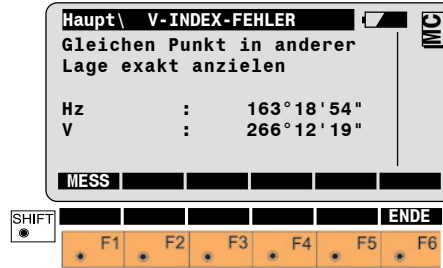 Haupt\ V-INDEX-FEHLER
MC
Gleichen Punkt in anderer
Lage exakt anzielen
Hz : 163°18'54"
V : 266°12'19"
MESS
SHIFT ENDE
F1 F2 F3 F4 F5 F6